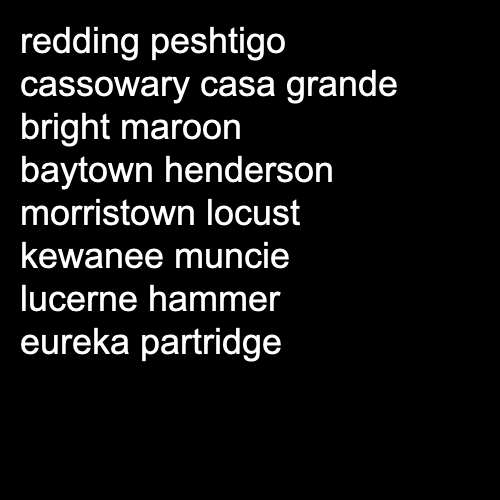 redding peshtigo
cassowary casa grande
bright maroon
baytown henderson
morristown locust
kewanee muncie
lucerne hammer
eureka partridge